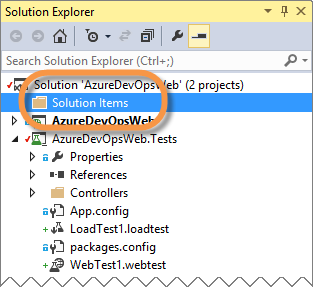 Solution Explorer
Search Solution Explorer (Ctrl+;)
Solution 'AzureDevOpsWeb' (2 projects)
Solution Items
AzureDevOpsWeb
AzureDevOpsWeb.Tests
Properties
References
Controllers
App.config
LoadTest1.loadtest
packages.config
WebTest1.webtest